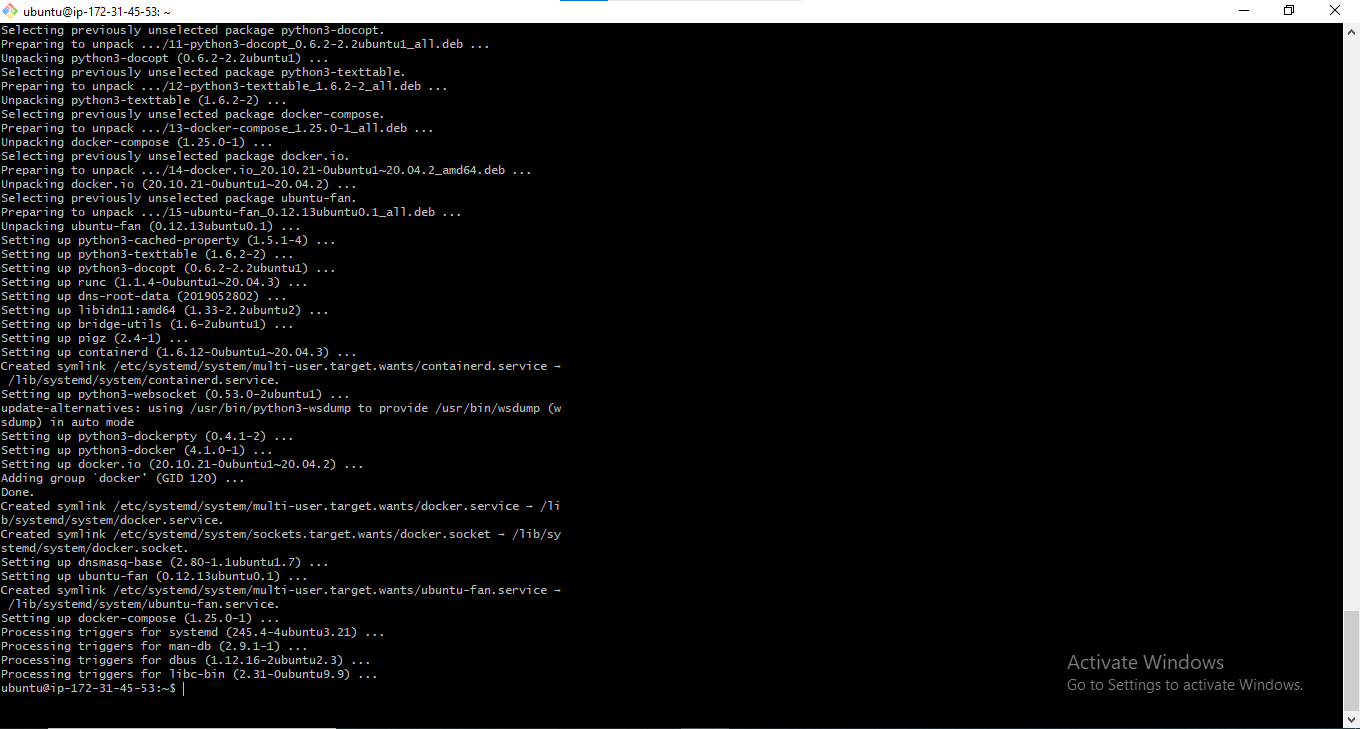 ubuntu@ip-172-31-45-53: ~
Selecting previously unselected package python3-docopt.
Preparing to unpack .../11-python3-docopt_0.6.2-2.2ubuntu1_all.deb ...
Unpacking python3-docopt (0.6.2-2.2ubuntu1) ...
Selecting previously unselected package python3-texttable.
Preparing to unpack .../12-python3-texttable_1.6.2-2_all.deb ...
Unpacking python3-texttable (1.6.2-2) ...
Selecting previously unselected package docker-compose.
Preparing to unpack .../13-docker-compose_1.25.0-1_all.deb ...
Unpacking docker-compose (1.25.0-1) ...
Selecting previously unselected package docker.io.
Preparing to unpack .../14-docker.io_20.10.21-0ubuntu1~20.04.2_amd64.deb ...
Unpacking docker.io (20.10.21-0ubuntu1~20.04.2) ...
Selecting previously unselected package ubuntu-fan.
Preparing to unpack .../15-ubuntu-fan_0.12.13ubuntu0.1_all.deb ...
Unpacking ubuntu-fan (0.12.13ubuntu0.1) ...
Setting up python3-cached-property (1.5.1-4) ...
Setting up python3-texttable (1.6.2-2) ...
Setting up python3-docopt (0.6.2-2.2ubuntu1) ...
Setting up runc (1.1.4-0ubuntu1~20.04.3) ...
Setting up dns-root-data (2019052802) ...
Setting up libidn11:amd64 (1.33-2.2ubuntu2) ...
Setting up bridge-utils (1.6-2ubuntu1) ...
Setting up pigz (2.4-1) ...
Setting up containerd (1.6.12-0ubuntu1~20.04.3) ...
Created symlink /etc/systemd/system/multi-user.target.wants/containerd.service →
 /lib/systemd/system/containerd.service.
Setting up python3-websocket (0.53.0-2ubuntu1) ...
update-alternatives: using /usr/bin/python3-wsdump to provide /usr/bin/wsdump (w
sdump) in auto mode
Setting up python3-dockerpty (0.4.1-2) ...
Setting up python3-docker (4.1.0-1) ...
Setting up docker.io (20.10.21-0ubuntu1~20.04.2) ...
Adding group `docker' (GID 120) ...
Done.
Created symlink /etc/systemd/system/multi-user.target.wants/docker.service → /li
b/systemd/system/docker.service.
Created symlink /etc/systemd/system/sockets.target.wants/docker.socket → /lib/sy
stemd/system/docker.socket.
Setting up dnsmasq-base (2.80-1.1ubuntu1.7) ...
Setting up ubuntu-fan (0.12.13ubuntu0.1) ...
Created symlink /etc/systemd/system/multi-user.target.wants/ubuntu-fan.service →
 /lib/systemd/system/ubuntu-fan.service.
Setting up docker-compose (1.25.0-1) ...
Processing triggers for systemd (245.4-4ubuntu3.21) ...
Processing triggers for man-db (2.9.1-1) ...
Processing triggers for dbus (1.12.16-2ubuntu2.3) ...
Processing triggers for libc-bin (2.31-0ubuntu9.9) ...
ubuntu@ip-172-31-45-53:~$
Activate Windows
Go to Settings to activate Windows.